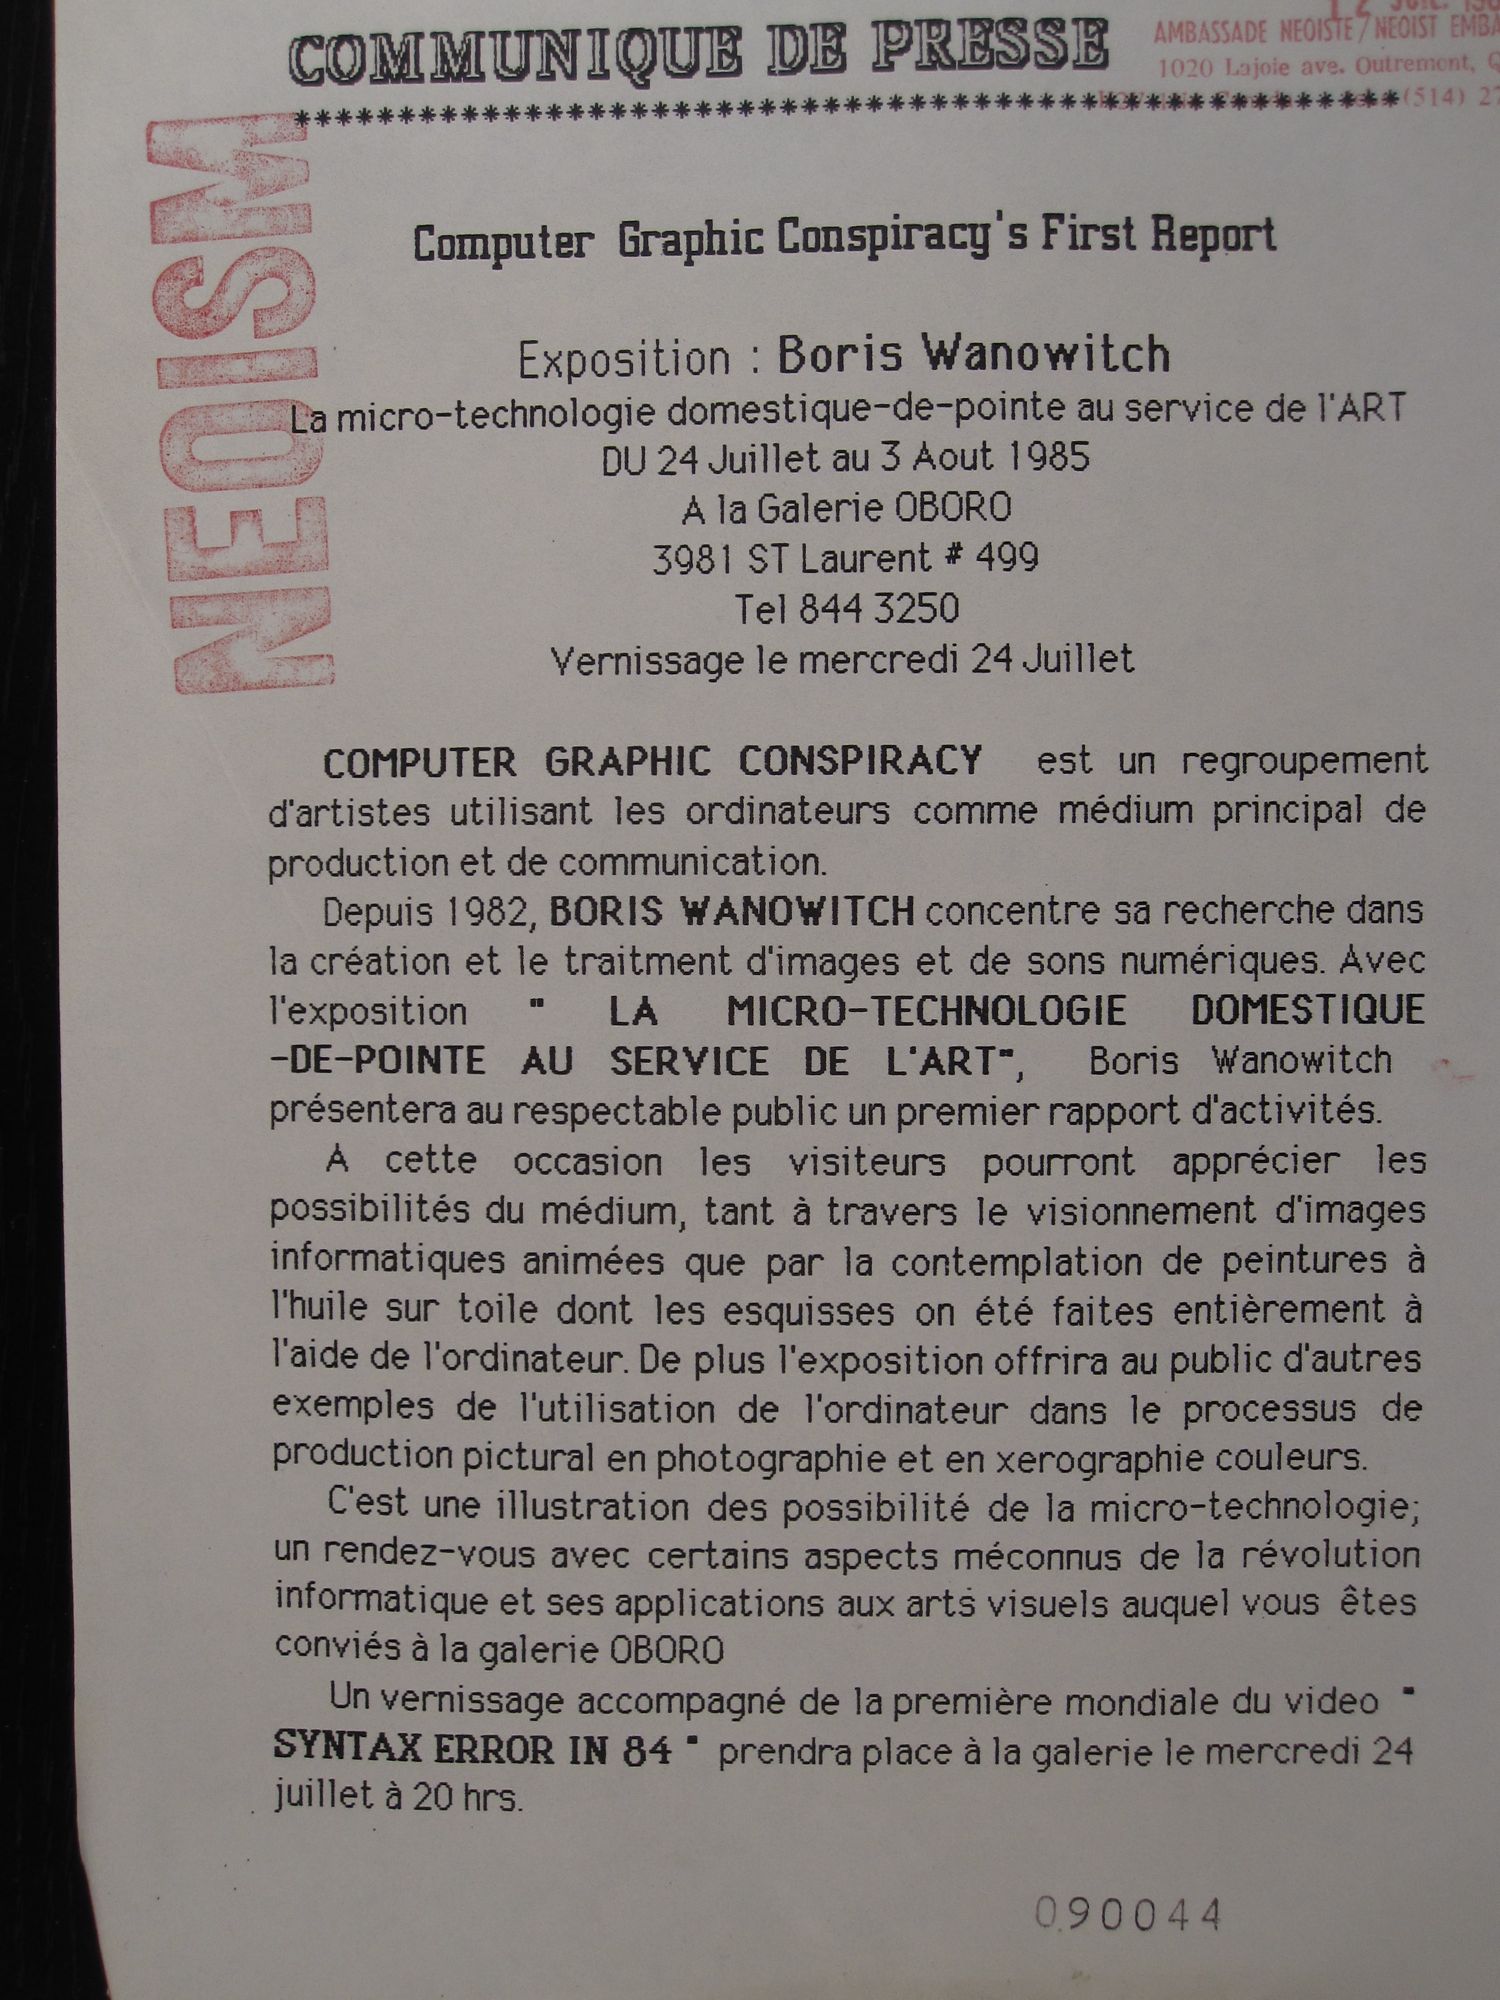 COMMUNIQUE DE PRESSE
12 JUIL. 198
AMBASSADE NEOISTE / NEOIST EMBA
1020 Lajoie ave. Outremont, Q
(514) 27
****************************************************
NEOISM
Computer Graphic Conspiracy's First Report
Exposition : Boris Wanowitch
La micro-technologie domestique-de-pointe au service de l'ART
DU 24 Juillet au 3 Aout 1985
A la Galerie OBORO
3981 ST Laurent # 499
Tel 844 3250
Vernissage le mercredi 24 Juillet
COMPUTER GRAPHIC CONSPIRACY est un regroupement
d'artistes utilisant les ordinateurs comme médium principal de
production et de communication.
Depuis 1982, BORIS WANOWITCH concentre sa recherche dans
la création et le traitment d'images et de sons numériques. Avec
l'exposition " LA MICRO-TECHNOLOGIE DOMESTIQUE
-DE-POINTE AU SERVICE DE L'ART", Boris Wanowitch
présentera au respectable public un premier rapport d'activités.
A cette occasion les visiteurs pourront apprécier les
possibilités du médium, tant à travers le visionnement d'images
informatiques animées que par la contemplation de peintures à
l'huile sur toile dont les esquisses on été faites entièrement à
l'aide de l'ordinateur. De plus l'exposition offrira au public d'autres
exemples de l'utilisation de l'ordinateur dans le processus de
production pictural en photographie et en xerographie couleurs.
C'est une illustration des possibilité de la micro-technologie;
un rendez-vous avec certains aspects méconnus de la révolution
informatique et ses applications aux arts visuels auquel vous êtes
conviés à la galerie OBORO
Un vernissage accompagné de la première mondiale du video "
SYNTAX ERROR IN 84 " prendra place à la galerie le mercredi 24
juillet à 20 hrs.
090044